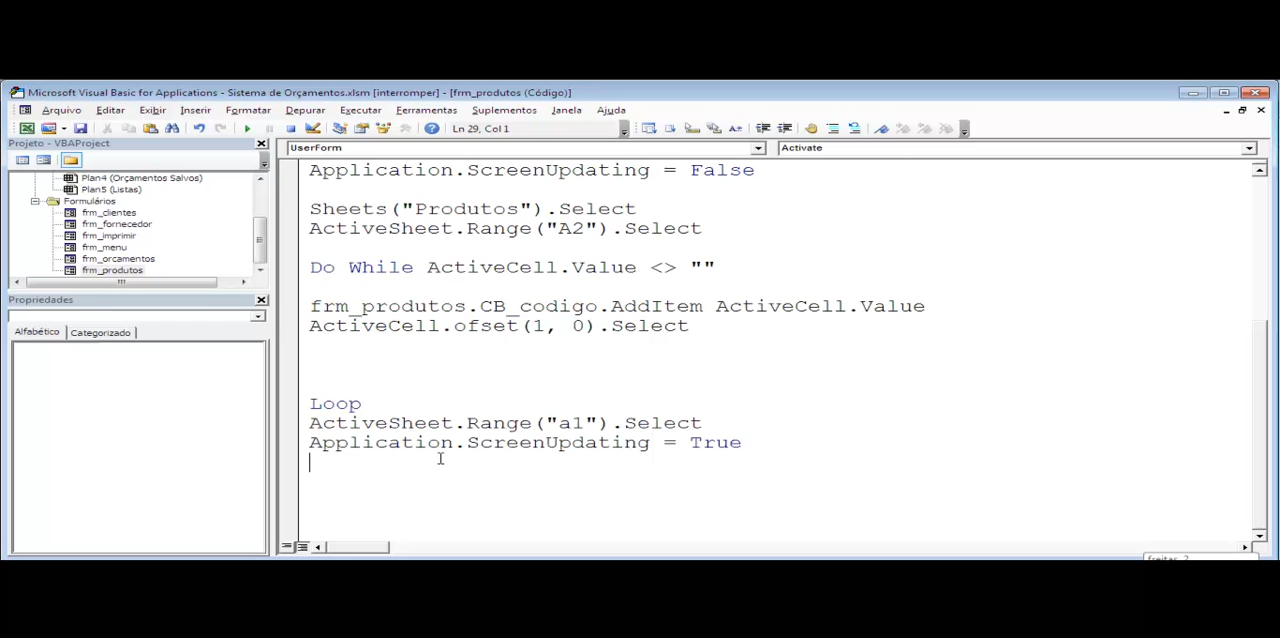 Microsoft Visual Basic for Applications - Sistema de Orçamentos.xlsm [interromper] - [frm_produtos (Código)]
Arquivo Editar Exibir Inserir Formatar Depurar Executar Ferramentas Suplementos Janela Ajuda
Ln 29, Col 1
Projeto - VBAProject
UserForm
Activate
Plan4 (Orçamentos Salvos)
Plan5 (Listas)
Formulários
frm_clientes
frm_fornecedor
frm_imprimir
frm_menu
frm_orcamentos
frm_produtos
Propriedades
Alfabético Categorizado
Application.ScreenUpdating = False
Sheets("Produtos").Select
ActiveSheet.Range("A2").Select
Do While ActiveCell.Value <> ""
frm_produtos.CB_codigo.AddItem ActiveCell.Value
ActiveCell.ofset(1, 0).Select
Loop
ActiveSheet.Range("a1").Select
Application.ScreenUpdating = True